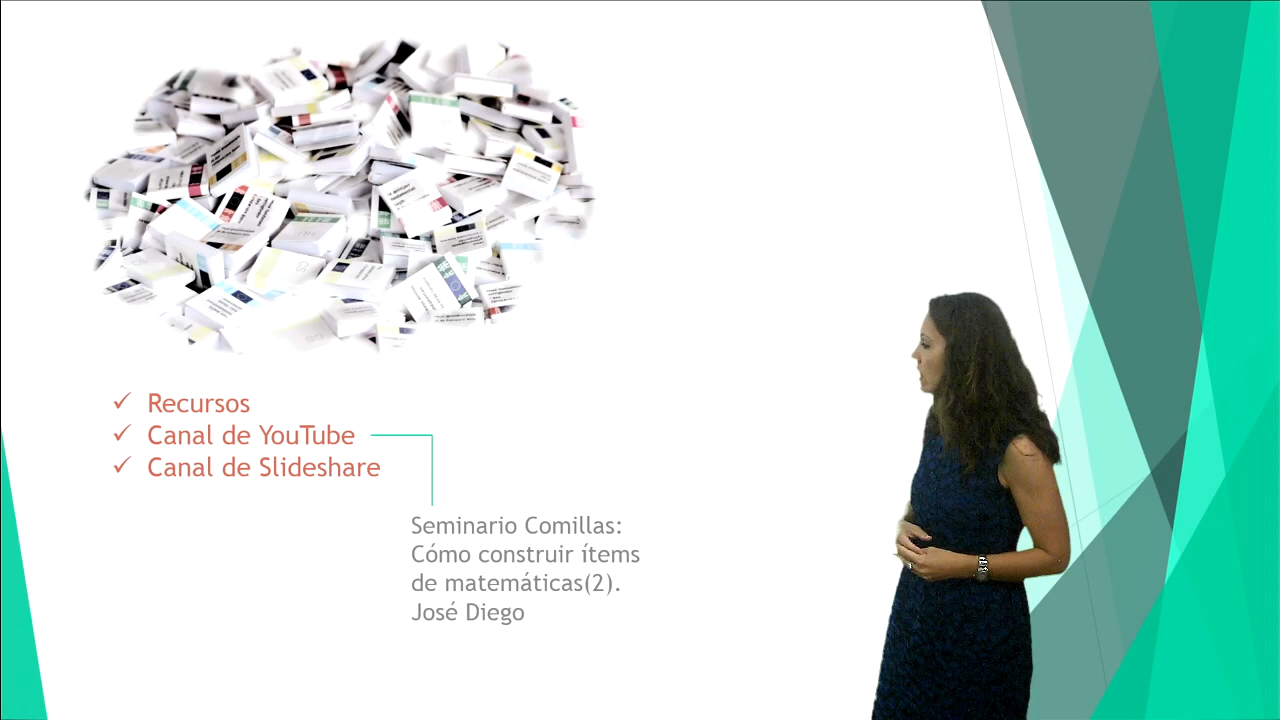 Recursos
Canal de YouTube
Canal de Slideshare
Seminario Comillas:
Cómo construir ítems
de matemáticas(2).
José Diego